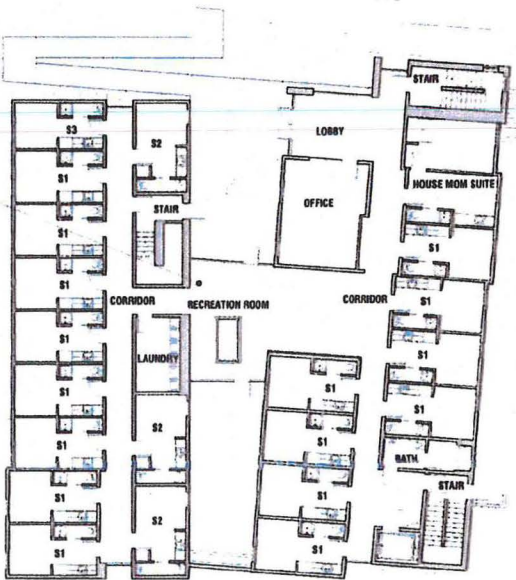 STAIR
LOBBY
S3
S2
S1
HOUSE MOM SUITE
OFFICE
STAIR
S1
S1
S1
S1
CORRIDOR
RECREATION ROOM
CORRIDOR
S1
S1
LAUNDRY
S1
S1
S1
S1
S1
S2
S1
S1
BATH
S1
S1
STAIR
S2
S1
S1